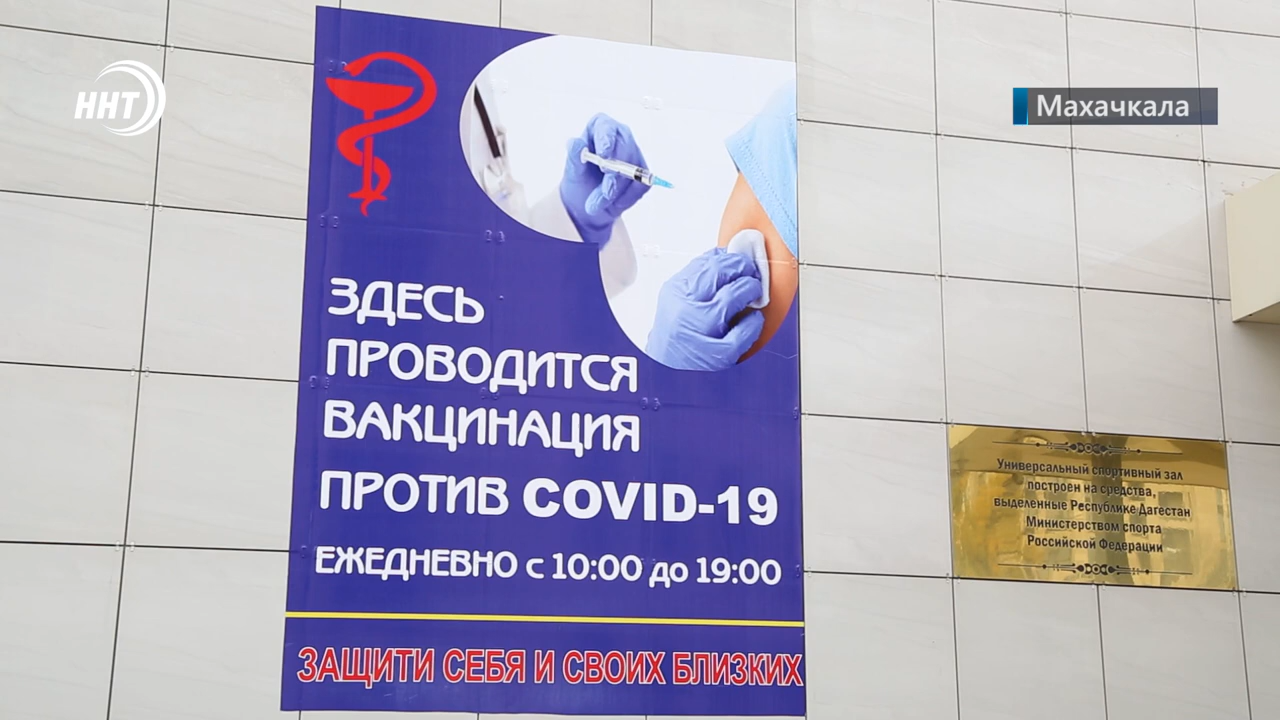 ННТ
Махачкала
ЗДЕСЬ
ПРОВОДИТСЯ
ВАКЦИНАЦИЯ
ПРОТИВ COVID-19
ЕЖЕДНЕВНО с 10:00 до 19:00
ЗАЩИТИ СЕБЯ И СВОИХ БЛИЗКИХ
Универсальный спортивный зал
построен на средства,
выделенные Республике Дагестан
Министерством спорта
Российской Федерации